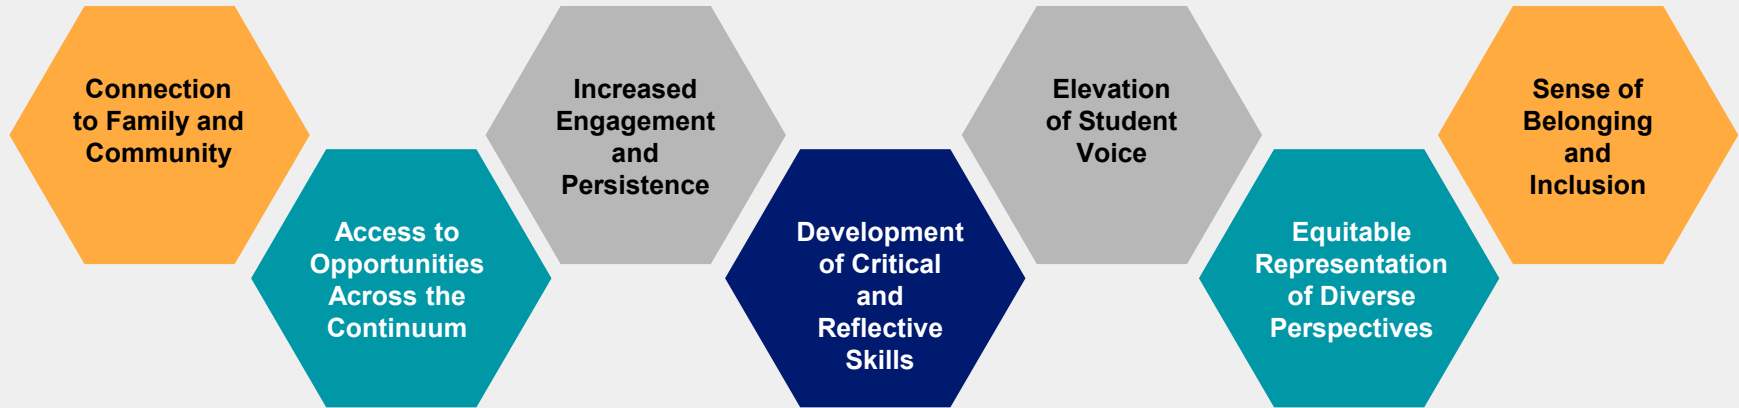 Connection
to Family and
Community
Access to
Opportunities
Across the
Continuum
Increased
Engagement
and
Persistence
Development
of Critical
and
Reflective
Skills
Elevation
of Student
Voice
Equitable
Representation
of Diverse
Perspectives
Sense of
Belonging
and
Inclusion